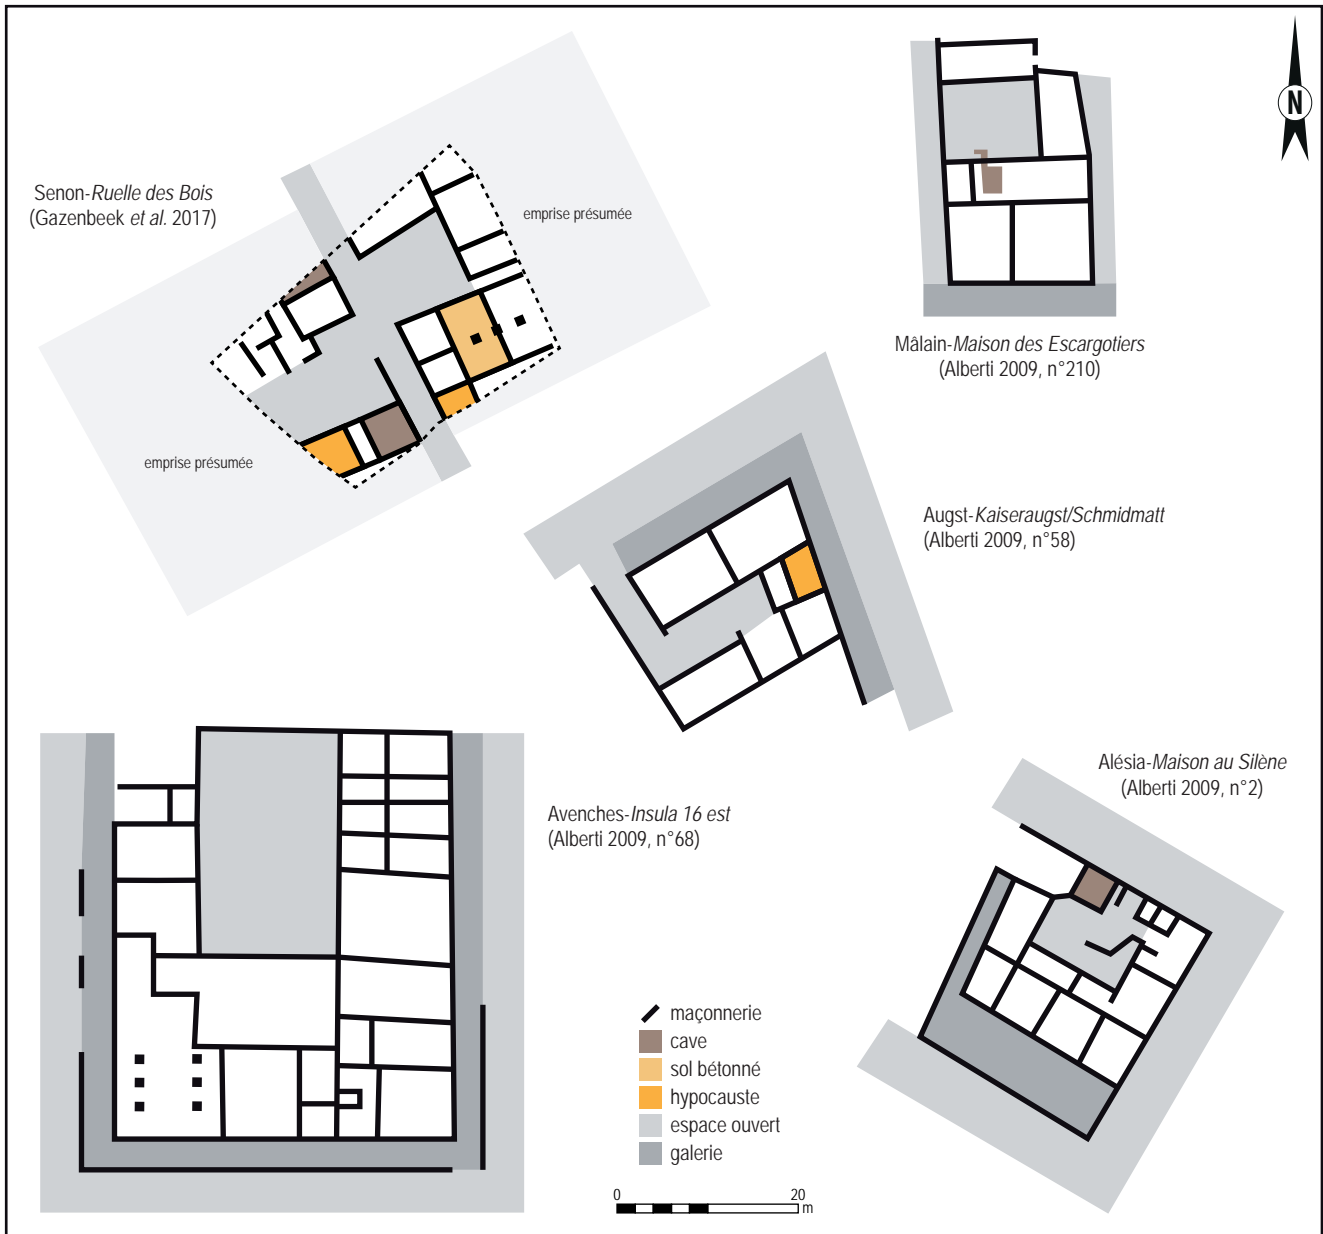 N
Senon-Ruelle des Bois
(Gazenbeek et al. 2017)
emprise présumée
emprise présumée
Mâlain-Maison des Escargotiers
(Alberti 2009, n°210)
Augst-Kaiseraugst/Schmidmatt
(Alberti 2009, n°58)
Avenches-Insula 16 est
(Alberti 2009, n°68)
Alésia-Maison au Silène
(Alberti 2009, n°2)
maçonnerie
cave
sol bétonné
hypocauste
espace ouvert
galerie
0 20
m